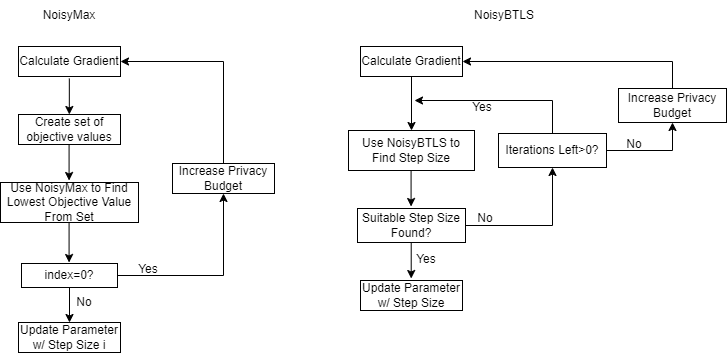 NoisyMax
Calculate Gradient
Create set of
objective values
Use NoisyMax to Find
Lowest Objective Value
From Set
index=0?
Yes
No
Update Parameter
w/ Step Size i
Increase Privacy
Budget
NoisyBTLS
Calculate Gradient
Yes
Use NoisyBTLS to
Find Step Size
Iterations Left>0?
No
Increase Privacy
Budget
Suitable Step Size
Found?
No
Yes
Update Parameter
w/ Step Size